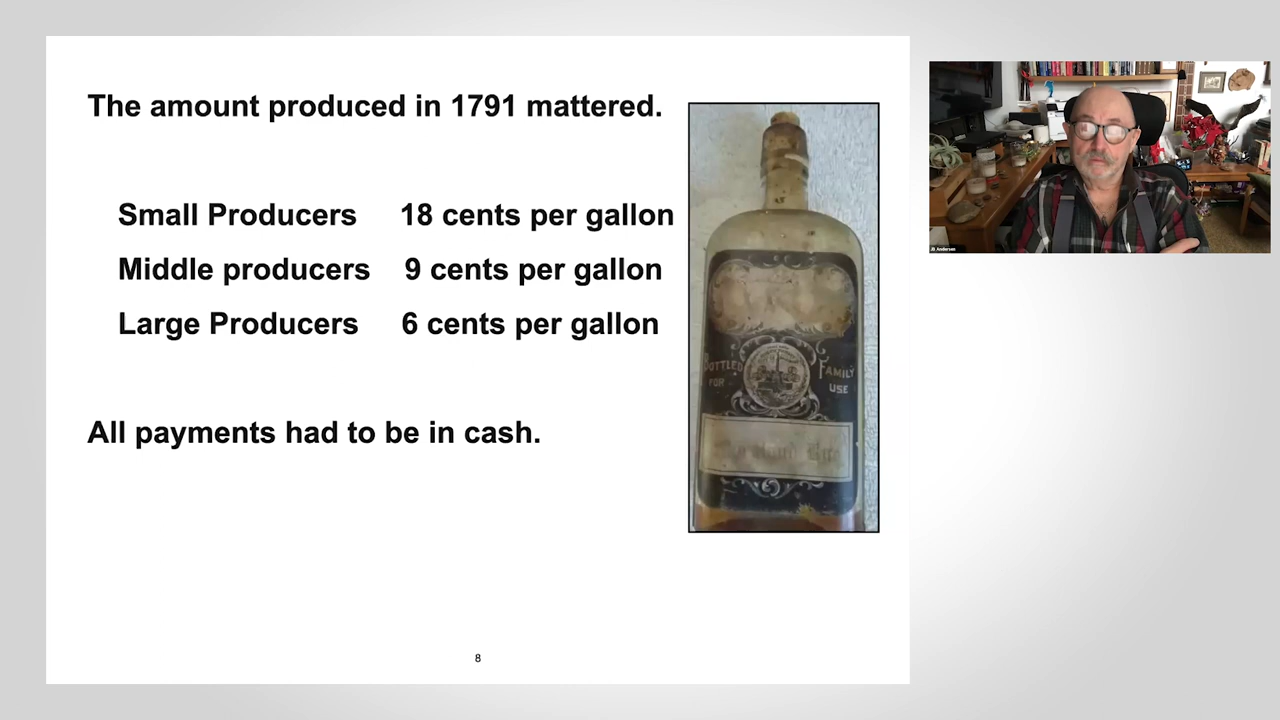 The amount produced in 1791 mattered.
Small Producers 18 cents per gallon
Middle producers 9 cents per gallon
Large Producers 6 cents per gallon
All payments had to be in cash.
BOTTLED FAMILY
FOR USE
8
Andersen